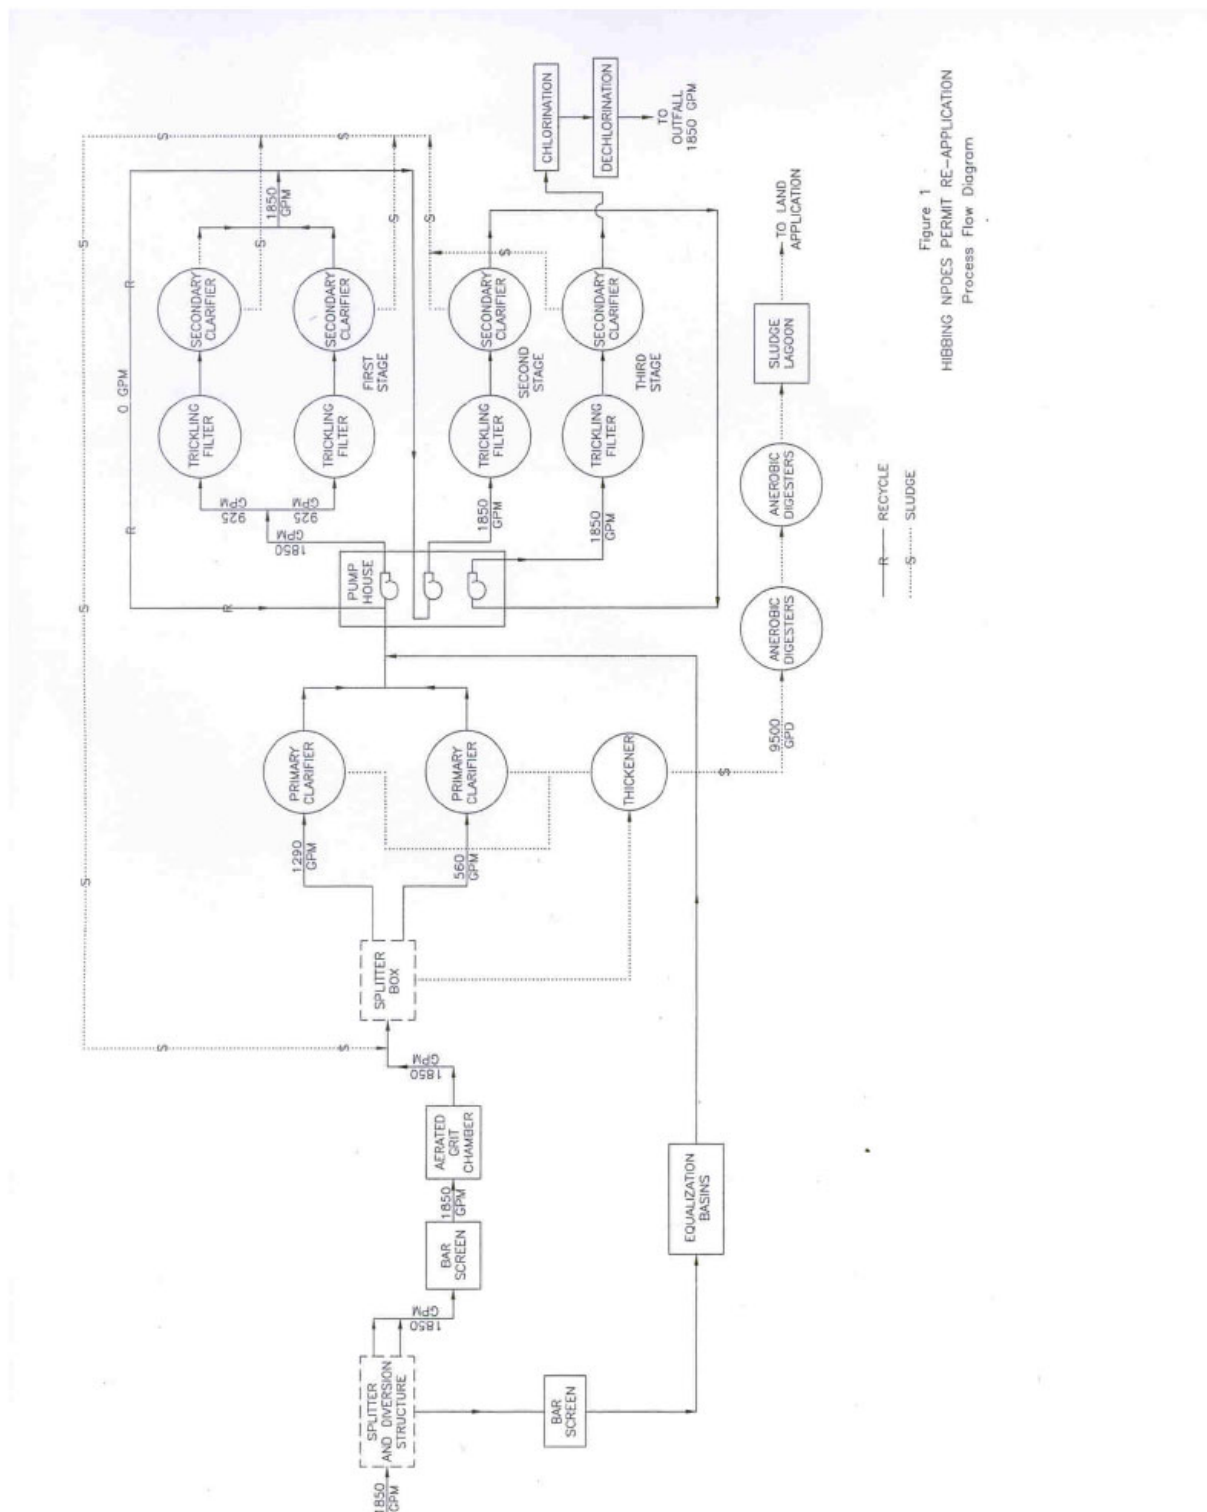 1850
GPM
SPLITTER
AND DIVERSION
STRUCTURE
1850
GPM
BAR
SCREEN
BAR
SCREEN
1850
GPM
AERATED
GRIT
CHAMBER
1850
GPM
EQUALIZATION
BASINS
S
S
SPLITTER
BOX
S
1290
GPM
560
GPM
PRIMARY
CLARIFIER
PRIMARY
CLARIFIER
THICKENER
S
9500
GPD
S
R
PUMP
HOUSE
S
R
0 GPM
R
S
1850
GPM
925
GPM
925
GPM
1850
GPM
1850
GPM
TRICKLING
FILTER
TRICKLING
FILTER
TRICKLING
FILTER
TRICKLING
FILTER
FIRST
STAGE
SECOND
STAGE
THIRD
STAGE
SECONDARY
CLARIFIER
SECONDARY
CLARIFIER
SECONDARY
CLARIFIER
SECONDARY
CLARIFIER
S
S
1850
GPM
S
S
CHLORINATION
DECHLORINATION
TO
OUTFALL
1850 GPM
ANEROBIC
DIGESTERS
ANEROBIC
DIGESTERS
SLUDGE
LAGOON
TO LAND
APPLICATION
R
RECYCLE
S
SLUDGE
Figure 1
HIBBING NPDES PERMIT RE-APPLICATION
Process Flow Diagram